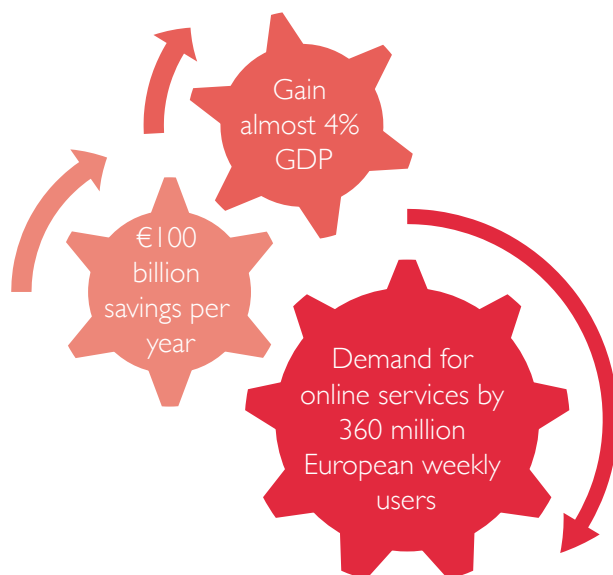 Gain
almost 4%
GDP
€100
billion
savings per
year
Demand for
online services by
360 million
European weekly
users